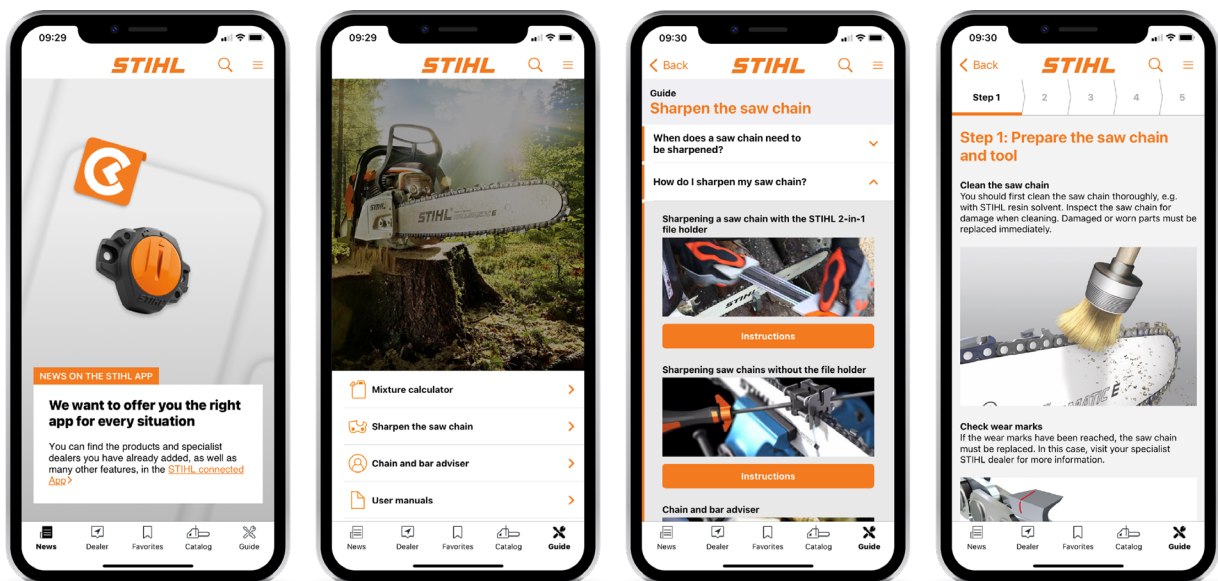 09:29
STIHL
NEWS ON THE STIHL APP
We want to offer you the right
app for every situation
You can find the products and specialist
dealers you have already added, as well as
many other features, in the STIHL connected
App>
News
Dealer
Favorites
Catalog
Guide
09:29
STIHL
STIHL
Mixture calculator
Sharpen the saw chain
Chain and bar adviser
User manuals
News
Dealer
Favorites
Catalog
Guide
09:30
Back
STIHL
Guide
Sharpen the saw chain
When does a saw chain need to
be sharpened?
How do I sharpen my saw chain?
Sharpening a saw chain with the STIHL 2-in-1
file holder
STIHL
Instructions
Sharpening saw chains without the file holder
Instructions
Chain and bar adviser
News
Dealer
Favorites
Catalog
Guide
09:30
Back
STIHL
Step 1
2
3
4
5
Step 1: Prepare the saw chain
and tool
Clean the saw chain
You should first clean the saw chain thoroughly, e.g.
with STIHL resin solvent. Inspect the saw chain for
damage when cleaning. Damaged or worn parts must be
replaced immediately.
Check wear marks
If the wear marks have been reached, the saw chain
must be replaced. In this case, visit your specialist
STIHL dealer for more information.
News
Dealer
Favorites
Catalog
Guide